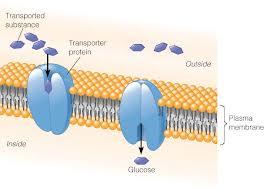 Transported
substance
Transporter
protein
Outside
Plasma
membrane
Inside
Glucose